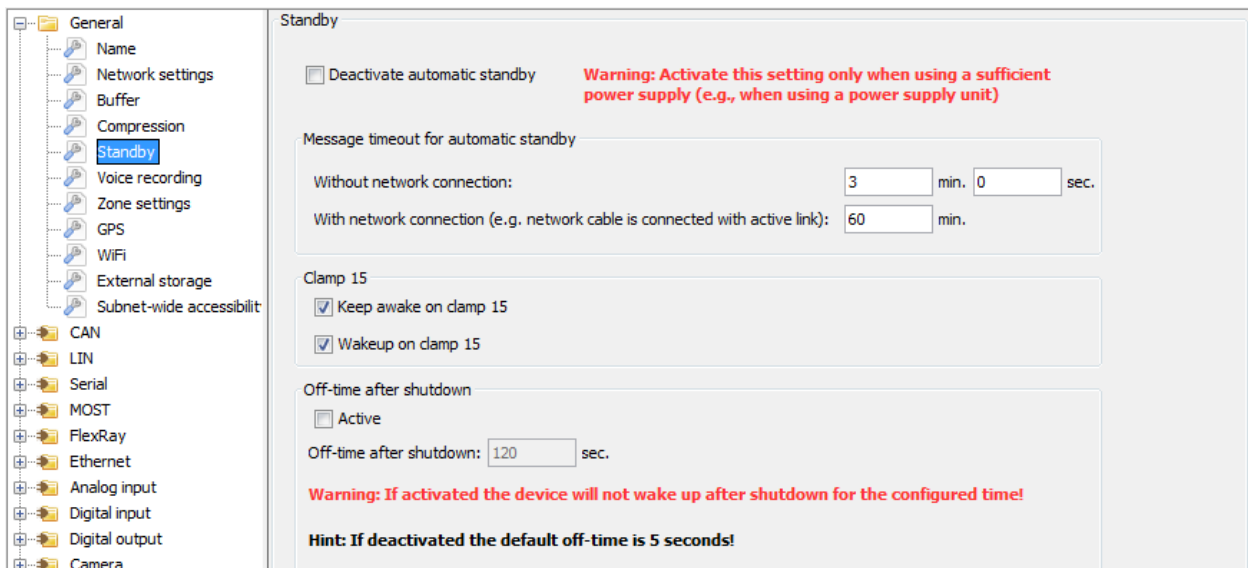 General
Name
Network settings
Buffer
Compression
Standby
Voice recording
Zone settings
GPS
WiFi
External storage
Subnet-wide accessibilit
CAN
LIN
Serial
MOST
FlexRay
Ethernet
Analog input
Digital input
Digital output
Camera
Standby
Deactivate automatic standby
Warning: Activate this setting only when using a sufficient
power supply (e.g., when using a power supply unit)
Message timeout for automatic standby
Without network connection: 3 min. 0 sec.
With network connection (e.g. network cable is connected with active link): 60 min.
Clamp 15
Keep awake on clamp 15
Wakeup on clamp 15
Off-time after shutdown
Active
Off-time after shutdown: 120 sec.
Warning: If activated the device will not wake up after shutdown for the configured time!
Hint: If deactivated the default off-time is 5 seconds!